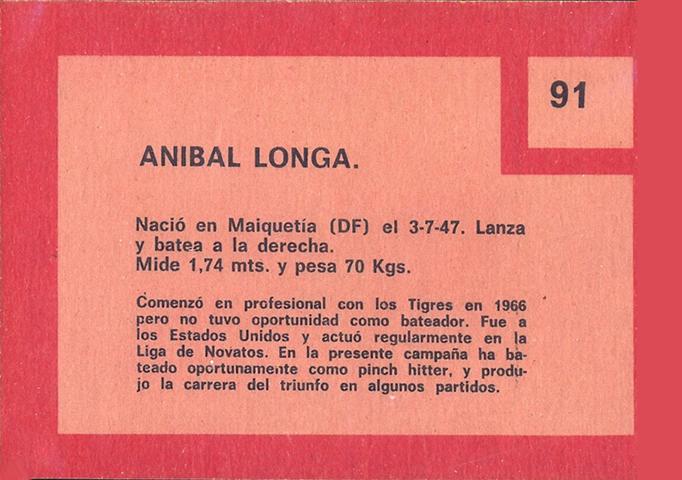 91
ANIBAL LONGA.
Nació en Maiquetía (DF) el 3-7-47. Lanza
y batea a la derecha.
Mide 1,74 mts. y pesa 70 Kgs.
Comenzó en profesional con los Tigres en 1966
pero no tuvo oportunidad como bateador. Fue a
los Estados Unidos y actuó regularmente en la
Liga de Novatos. En la presente campaña ha ba-
teado oportunamente como pinch hitter, y produ-
jo la carrera del triunfo en algunos partidos.